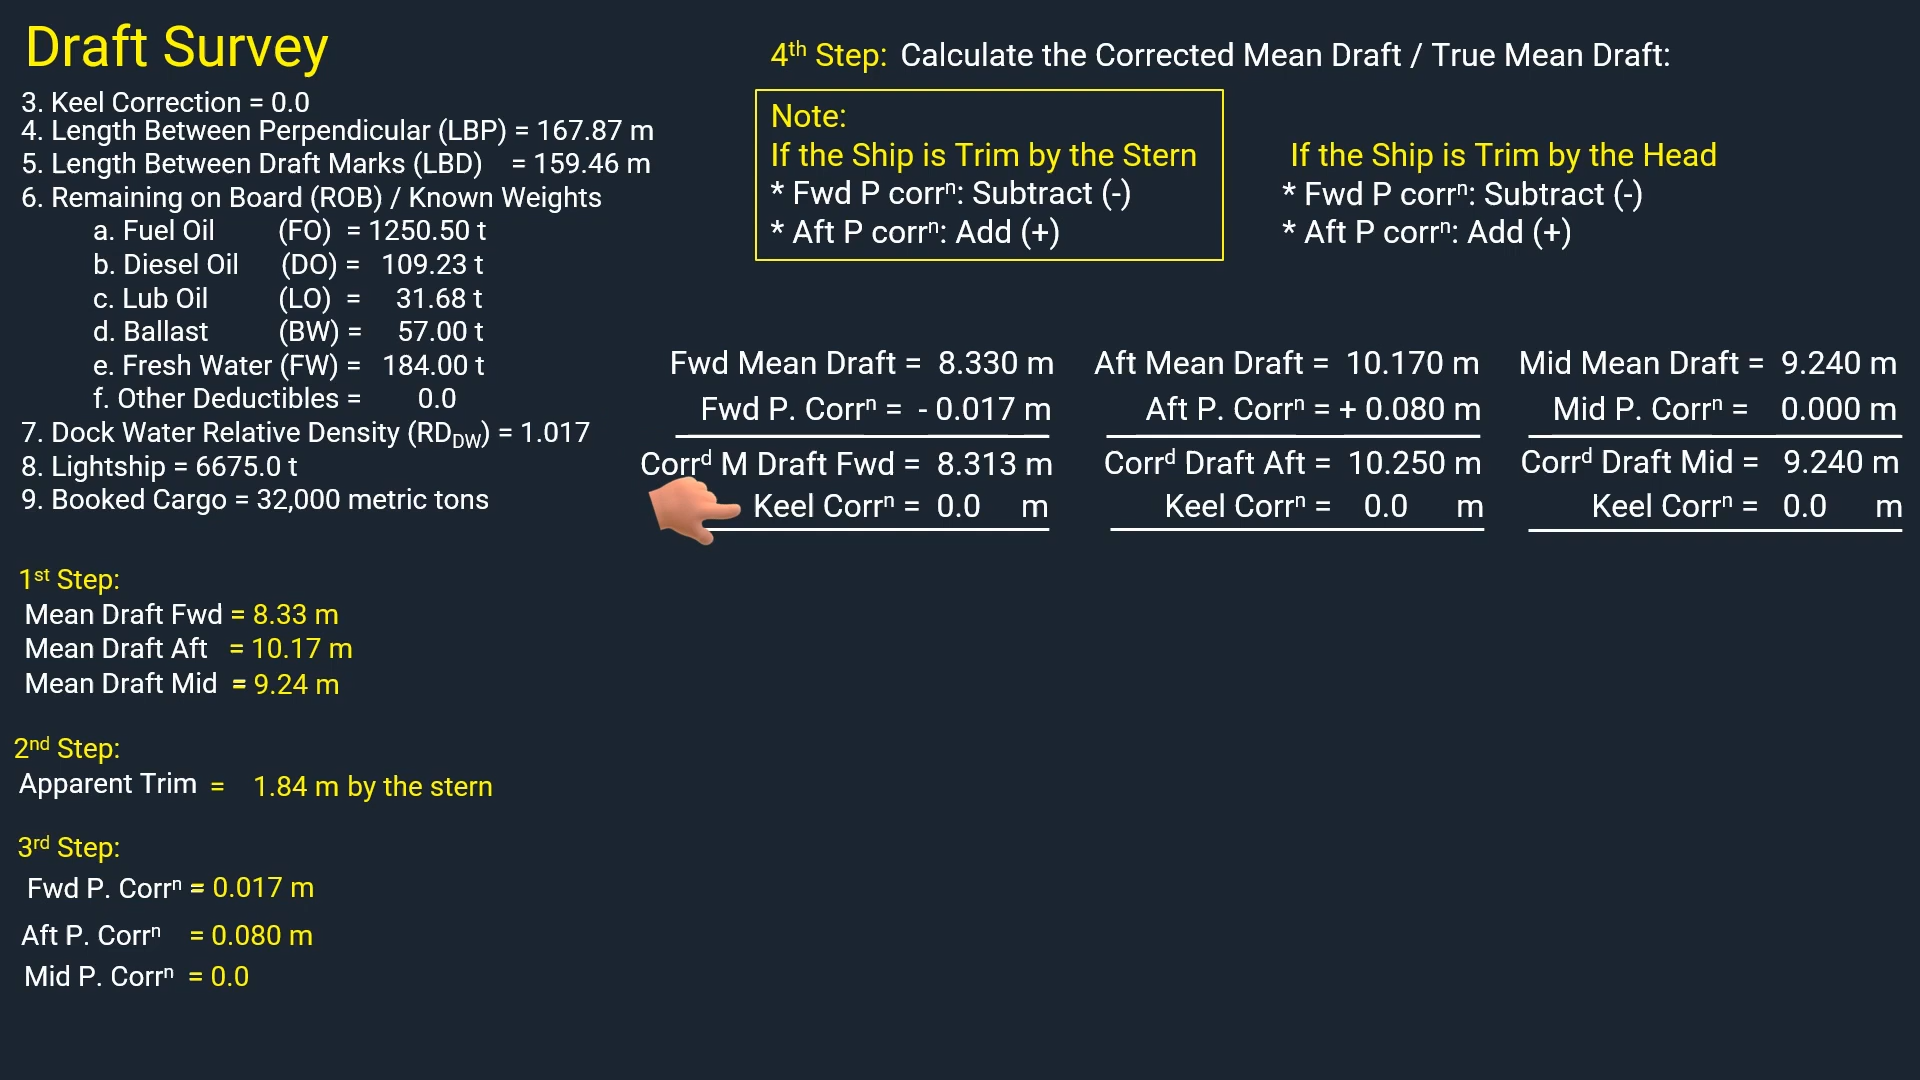 Draft Survey
3. Keel Correction = 0.0
4. Length Between Perpendicular (LBP) = 167.87 m
5. Length Between Draft Marks (LBD) = 159.46 m
6. Remaining on Board (ROB) / Known Weights
a. Fuel Oil (FO) = 1250.50 t
b. Diesel Oil (DO) = 109.23 t
c. Lub Oil (LO) = 31.68 t
d. Ballast (BW) = 57.00 t
e. Fresh Water (FW) = 184.00 t
f. Other Deductibles = 0.0
7. Dock Water Relative Density (RD_DW) = 1.017
8. Lightship = 6675.0 t
9. Booked Cargo = 32,000 metric tons
1st Step:
Mean Draft Fwd = 8.33 m
Mean Draft Aft = 10.17 m
Mean Draft Mid = 9.24 m
2nd Step:
Apparent Trim = 1.84 m by the stern
3rd Step:
Fwd P. Corrⁿ = 0.017 m
Aft P. Corrⁿ = 0.080 m
Mid P. Corrⁿ = 0.0
4th Step: Calculate the Corrected Mean Draft / True Mean Draft:
Note:
If the Ship is Trim by the Stern
* Fwd P corrⁿ: Subtract (-)
* Aft P corrⁿ: Add (+)
If the Ship is Trim by the Head
* Fwd P corrⁿ: Subtract (-)
* Aft P corrⁿ: Add (+)
Fwd Mean Draft = 8.330 m
Fwd P. Corrⁿ = - 0.017 m
Corrᵈ M Draft Fwd = 8.313 m
Keel Corrⁿ = 0.0 m
Aft Mean Draft = 10.170 m
Aft P. Corrⁿ = + 0.080 m
Corrᵈ Draft Aft = 10.250 m
Keel Corrⁿ = 0.0 m
Mid Mean Draft = 9.240 m
Mid P. Corrⁿ = 0.000 m
Corrᵈ Draft Mid = 9.240 m
Keel Corrⁿ = 0.0 m